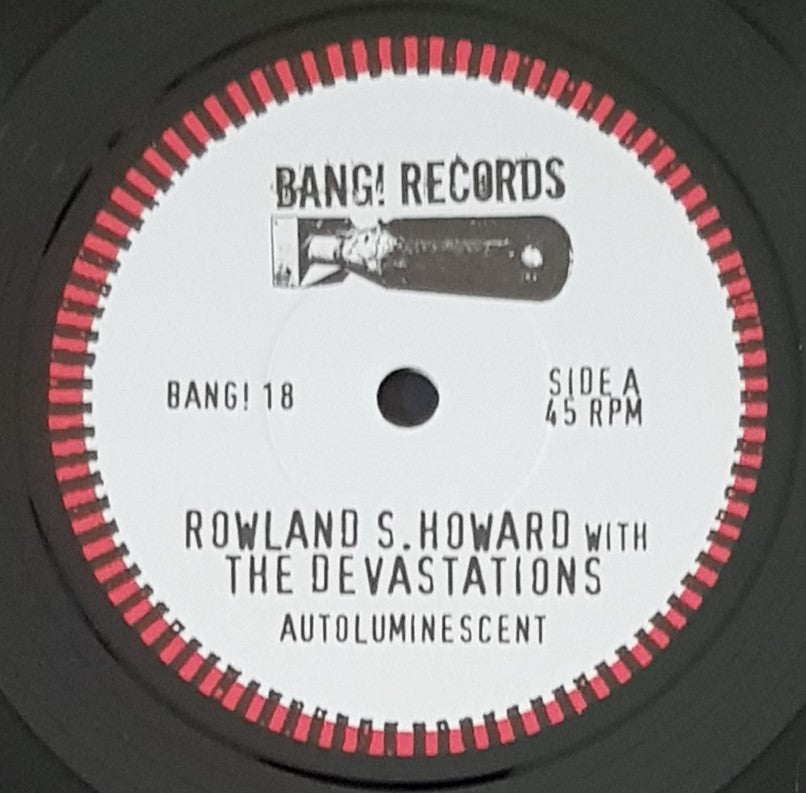 BANG! RECORDS
BANG! 18
SIDE A
45 RPM
ROWLAND S.HOWARD WITH
THE DEVASTATIONS
AUTOLUMINESCENT